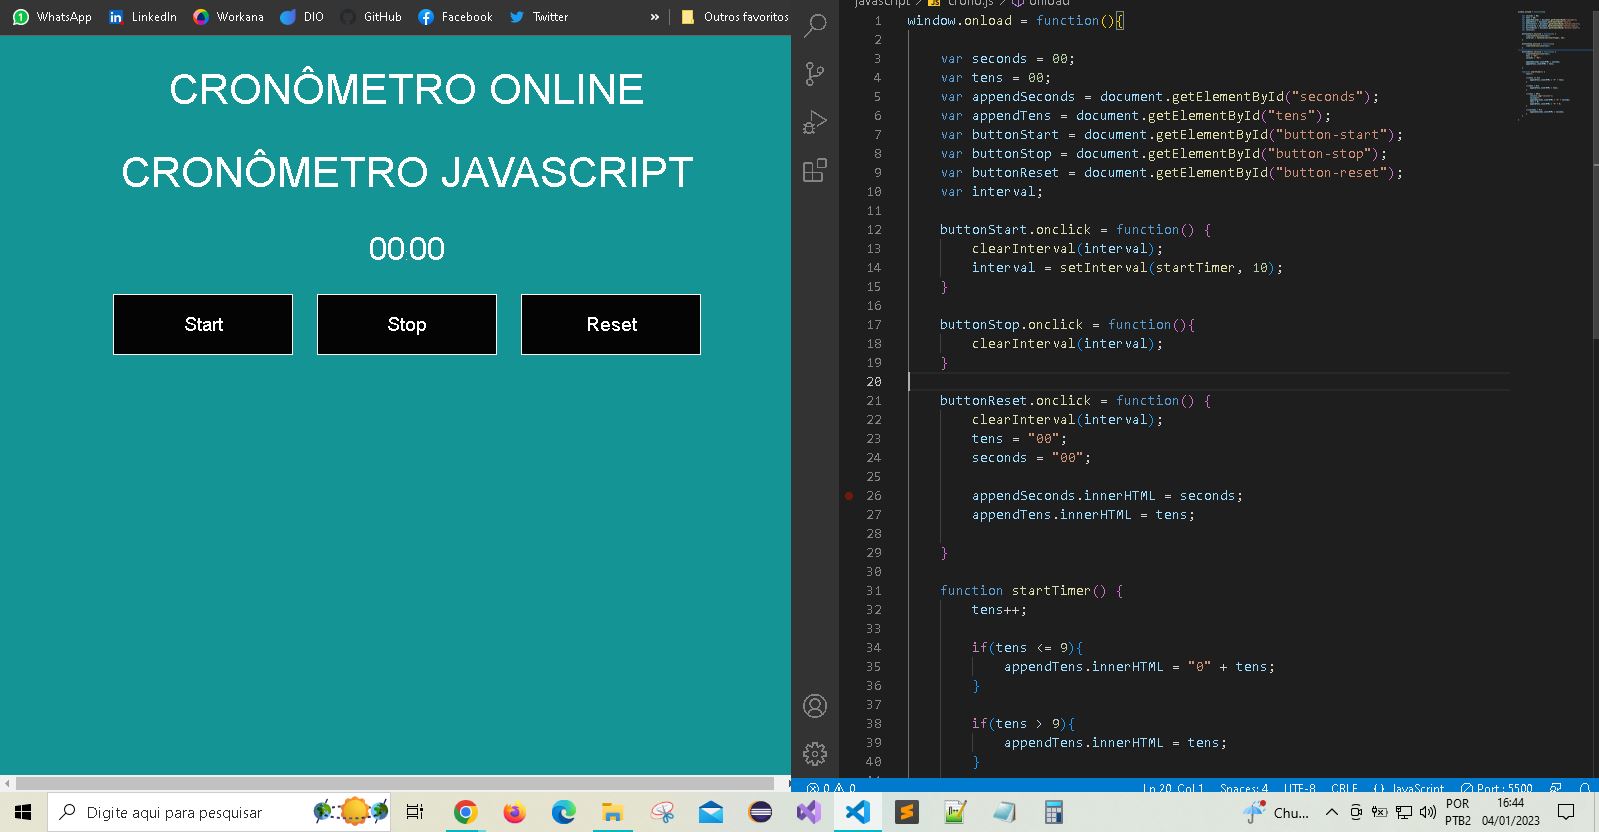 WhatsApp LinkedIn Workana DIO GitHub Facebook Twitter » Outros favoritos
CRONÔMETRO ONLINE
CRONÔMETRO JAVASCRIPT
00:00
Start Stop Reset
javascript > JS crono.js > onload
1 window.onload = function(){
2
3 var seconds = 00;
4 var tens = 00;
5 var appendSeconds = document.getElementById("seconds");
6 var appendTens = document.getElementById("tens");
7 var buttonStart = document.getElementById("button-start");
8 var buttonStop = document.getElementById("button-stop");
9 var buttonReset = document.getElementById("button-reset");
10 var interval;
11
12 buttonStart.onclick = function() {
13 clearInterval(interval);
14 interval = setInterval(startTimer, 10);
15 }
16
17 buttonStop.onclick = function(){
18 clearInterval(interval);
19 }
20
21 buttonReset.onclick = function() {
22 clearInterval(interval);
23 tens = "00";
24 seconds = "00";
25
26 appendSeconds.innerHTML = seconds;
27 appendTens.innerHTML = tens;
28
29 }
30
31 function startTimer() {
32 tens++;
33
34 if(tens <= 9){
35 appendTens.innerHTML = "0" + tens;
36 }
37
38 if(tens > 9){
39 appendTens.innerHTML = tens;
40 }
0 0 Ln 20, Col 1 Spaces: 4 UTF-8 CRLF {} JavaScript Port : 5500
Digite aqui para pesquisar
Chu... POR PTB2 16:44 04/01/2023